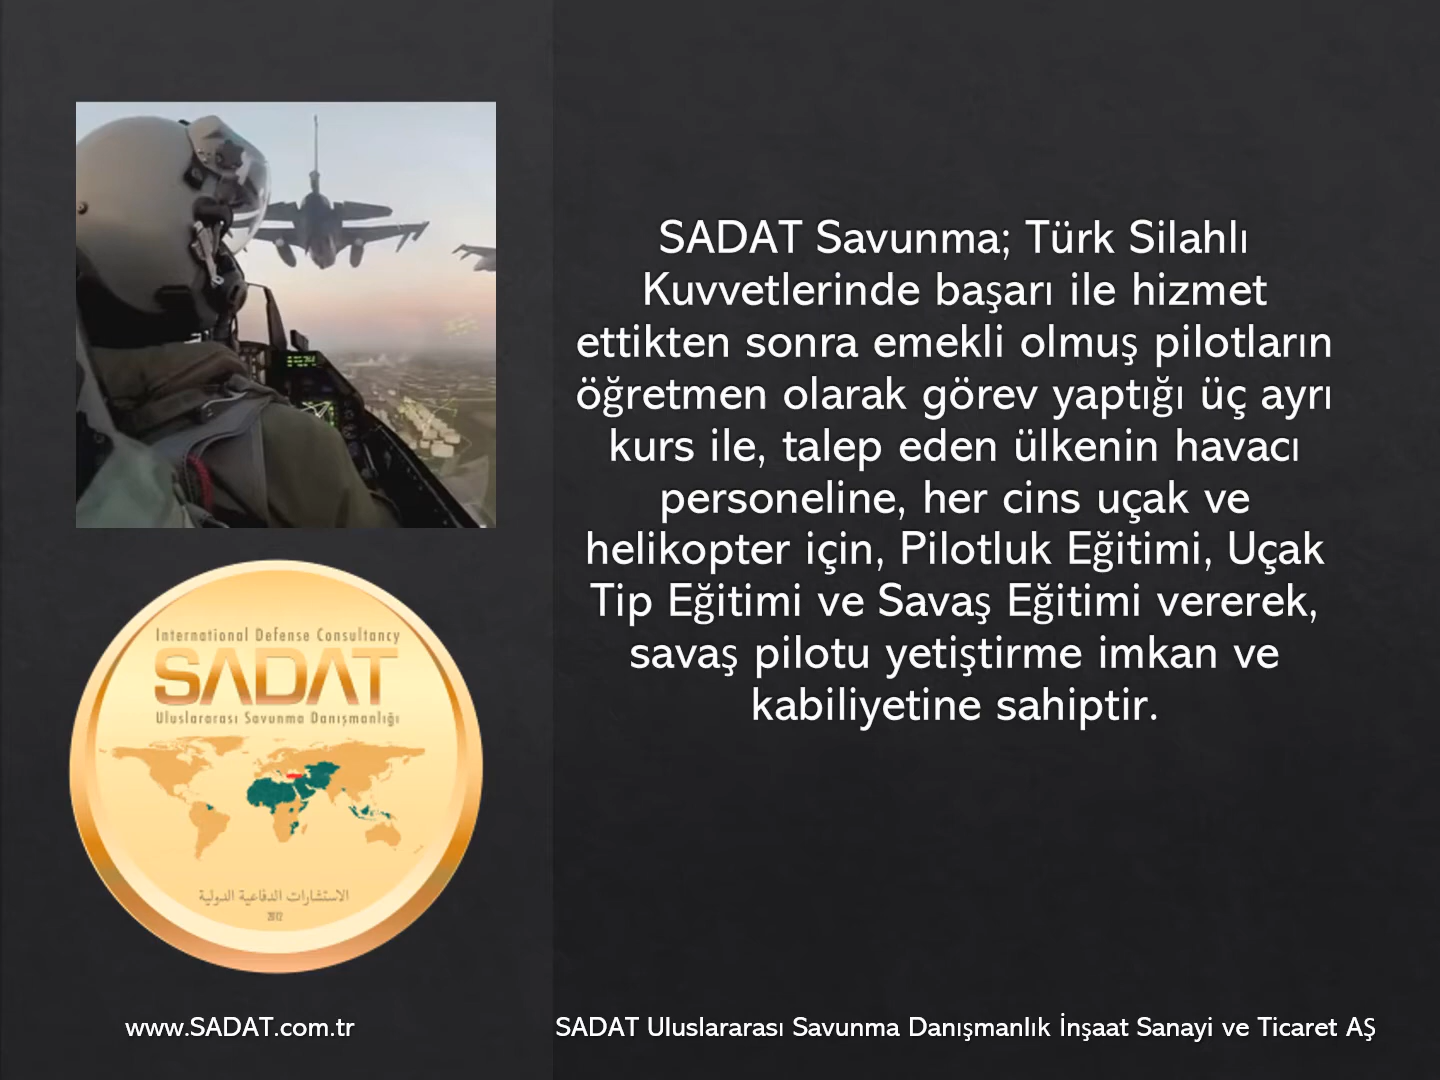 SADAT Savunma; Türk Silahlı
Kuvvetlerinde başarı ile hizmet
ettikten sonra emekli olmuş pilotların
öğretmen olarak görev yaptığı üç ayrı
kurs ile, talep eden ülkenin havacı
personeline, her cins uçak ve
helikopter için, Pilotluk Eğitimi, Uçak
Tip Eğitimi ve Savaş Eğitimi vererek,
savaş pilotu yetiştirme imkan ve
kabiliyetine sahiptir.
International Defense Consultancy
SADAT
Uluslararası Savunma Danışmanlığı
الاستشارات الدفاعية الدولية
2012
www.SADAT.com.tr
SADAT Uluslararası Savunma Danışmanlık İnşaat Sanayi ve Ticaret AŞ